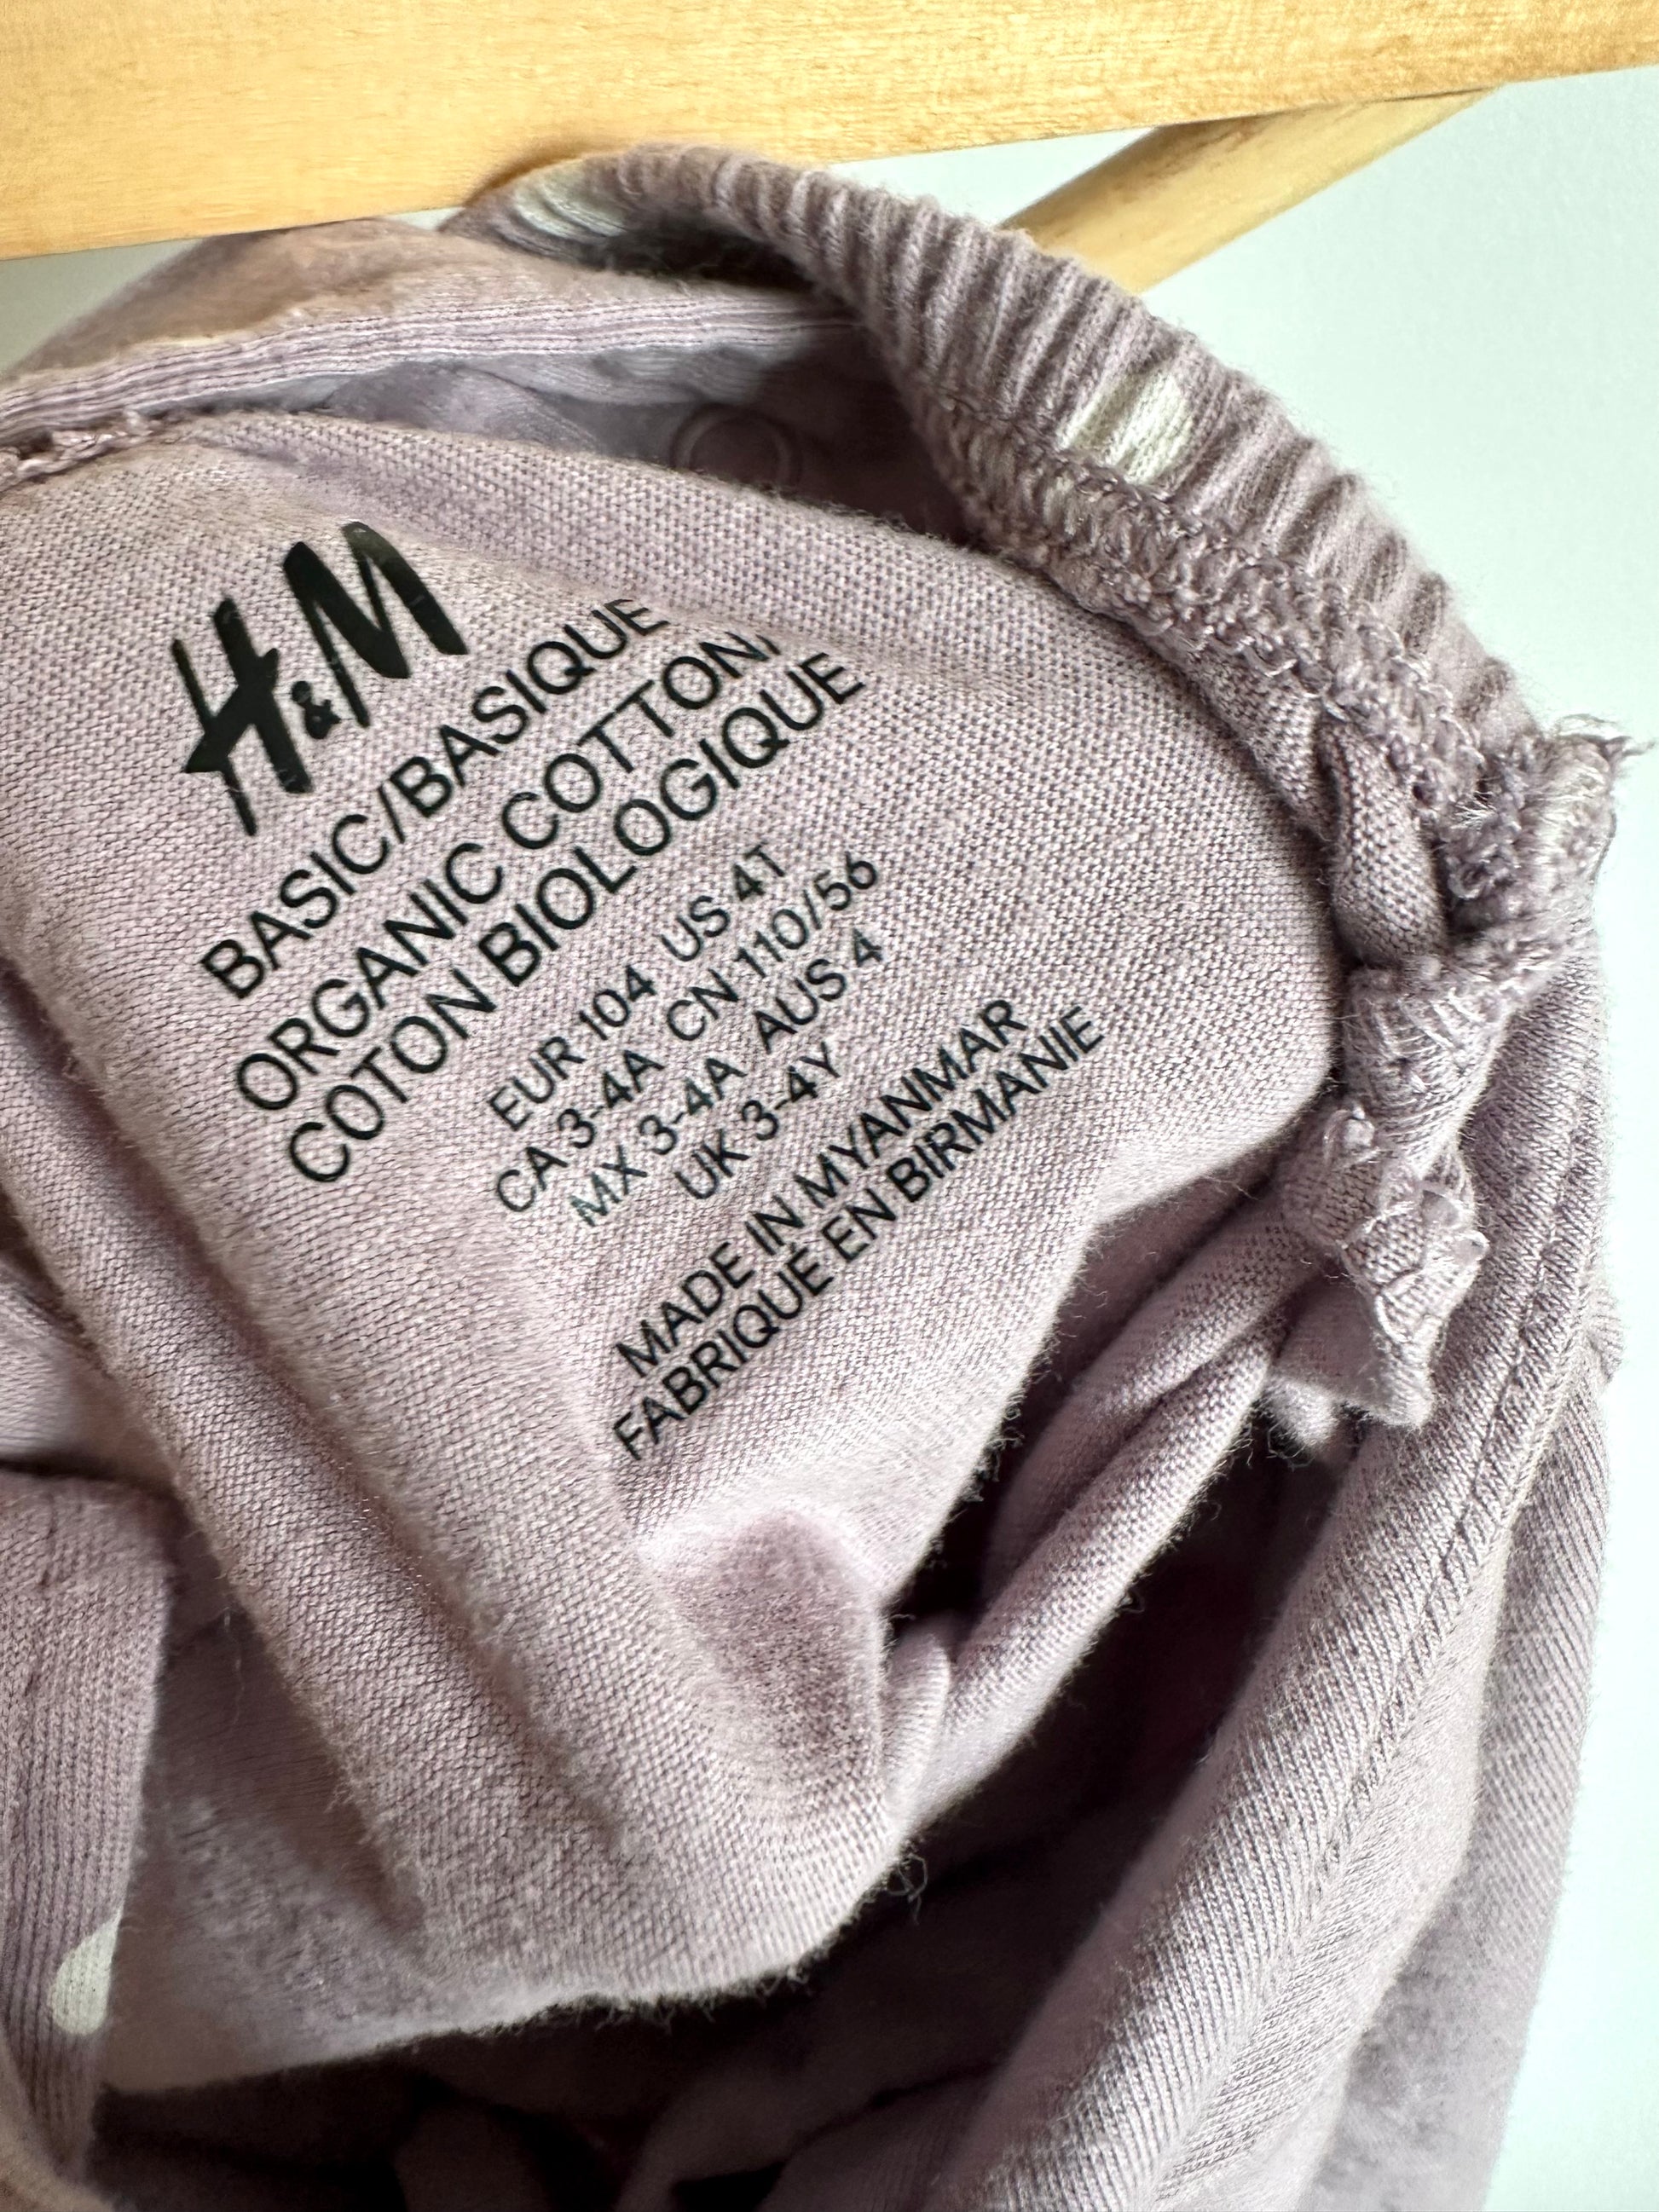 H&M
BASIC/BASIQUE
ORGANIC COTTON/
COTON BIOLOGIQUE
EUR 104 US 4T
CA 3-4A CN 110/56
MX 3-4A AUS 4
UK 3-4Y
MADE IN MYANMAR
FABRIQUÉ EN BIRMANIE